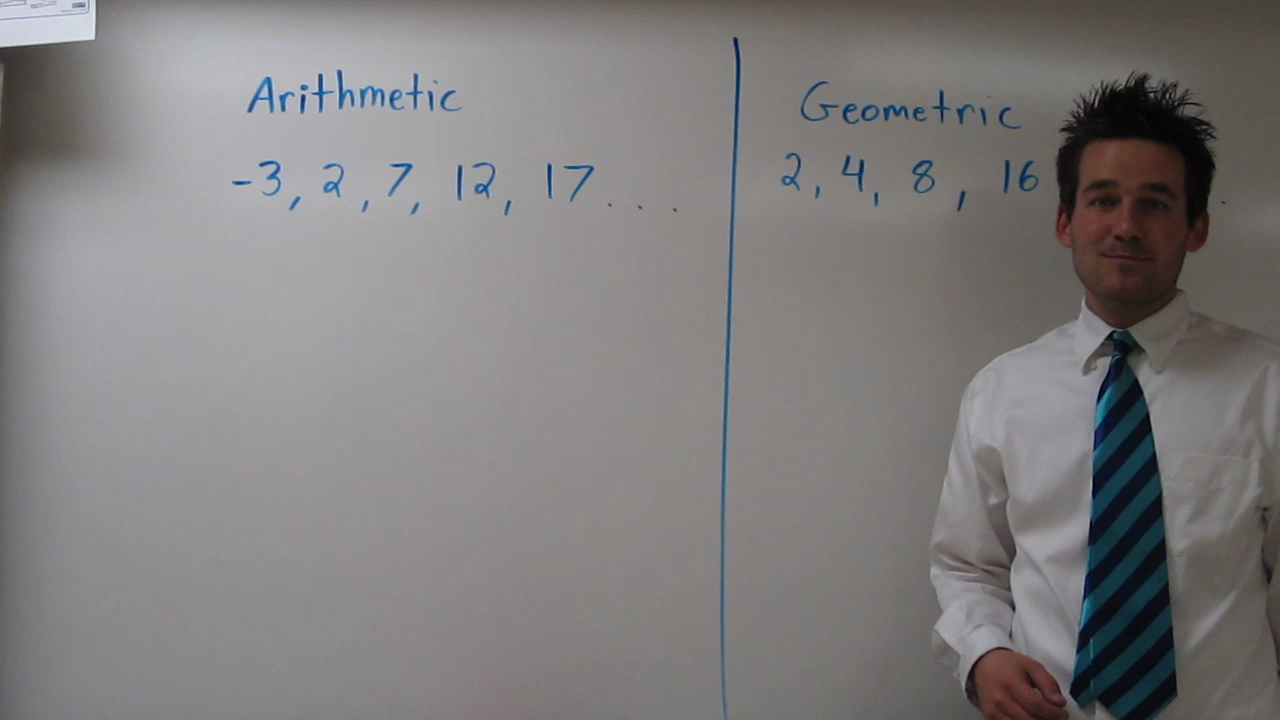 Arithmetic
-3, 2, 7, 12, 17 . . .
Geometric
2, 4, 8, 16